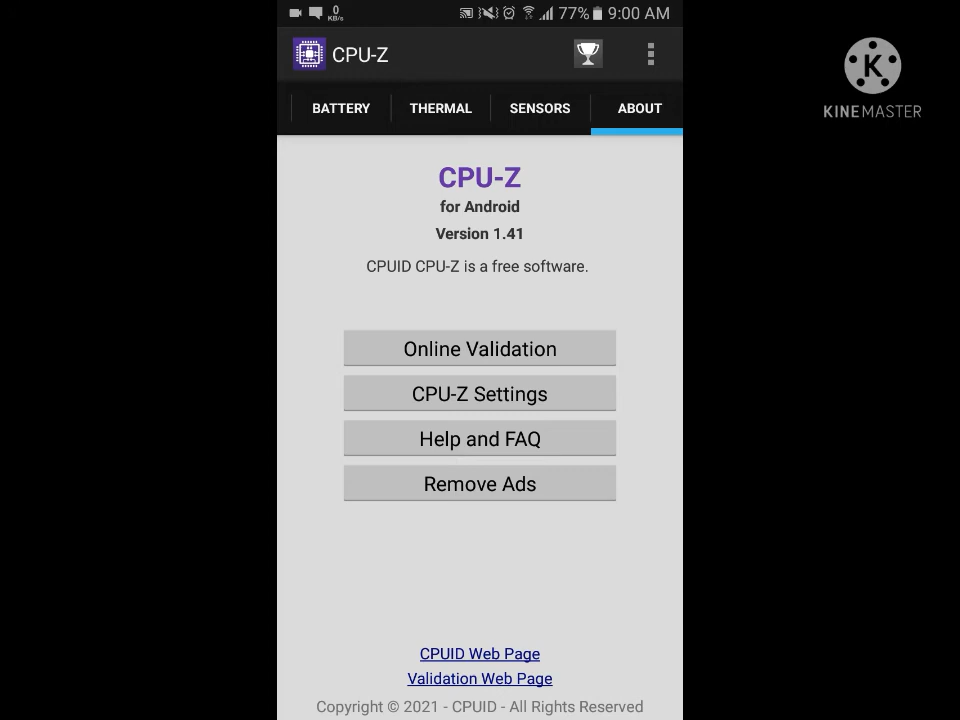 0 KB/s 77% 9:00 AM
CPU-Z
BATTERY THERMAL SENSORS ABOUT
CPU-Z
for Android
Version 1.41
CPUID CPU-Z is a free software.
Online Validation
CPU-Z Settings
Help and FAQ
Remove Ads
CPUID Web Page
Validation Web Page
Copyright © 2021 - CPUID - All Rights Reserved
K
KINEMASTER